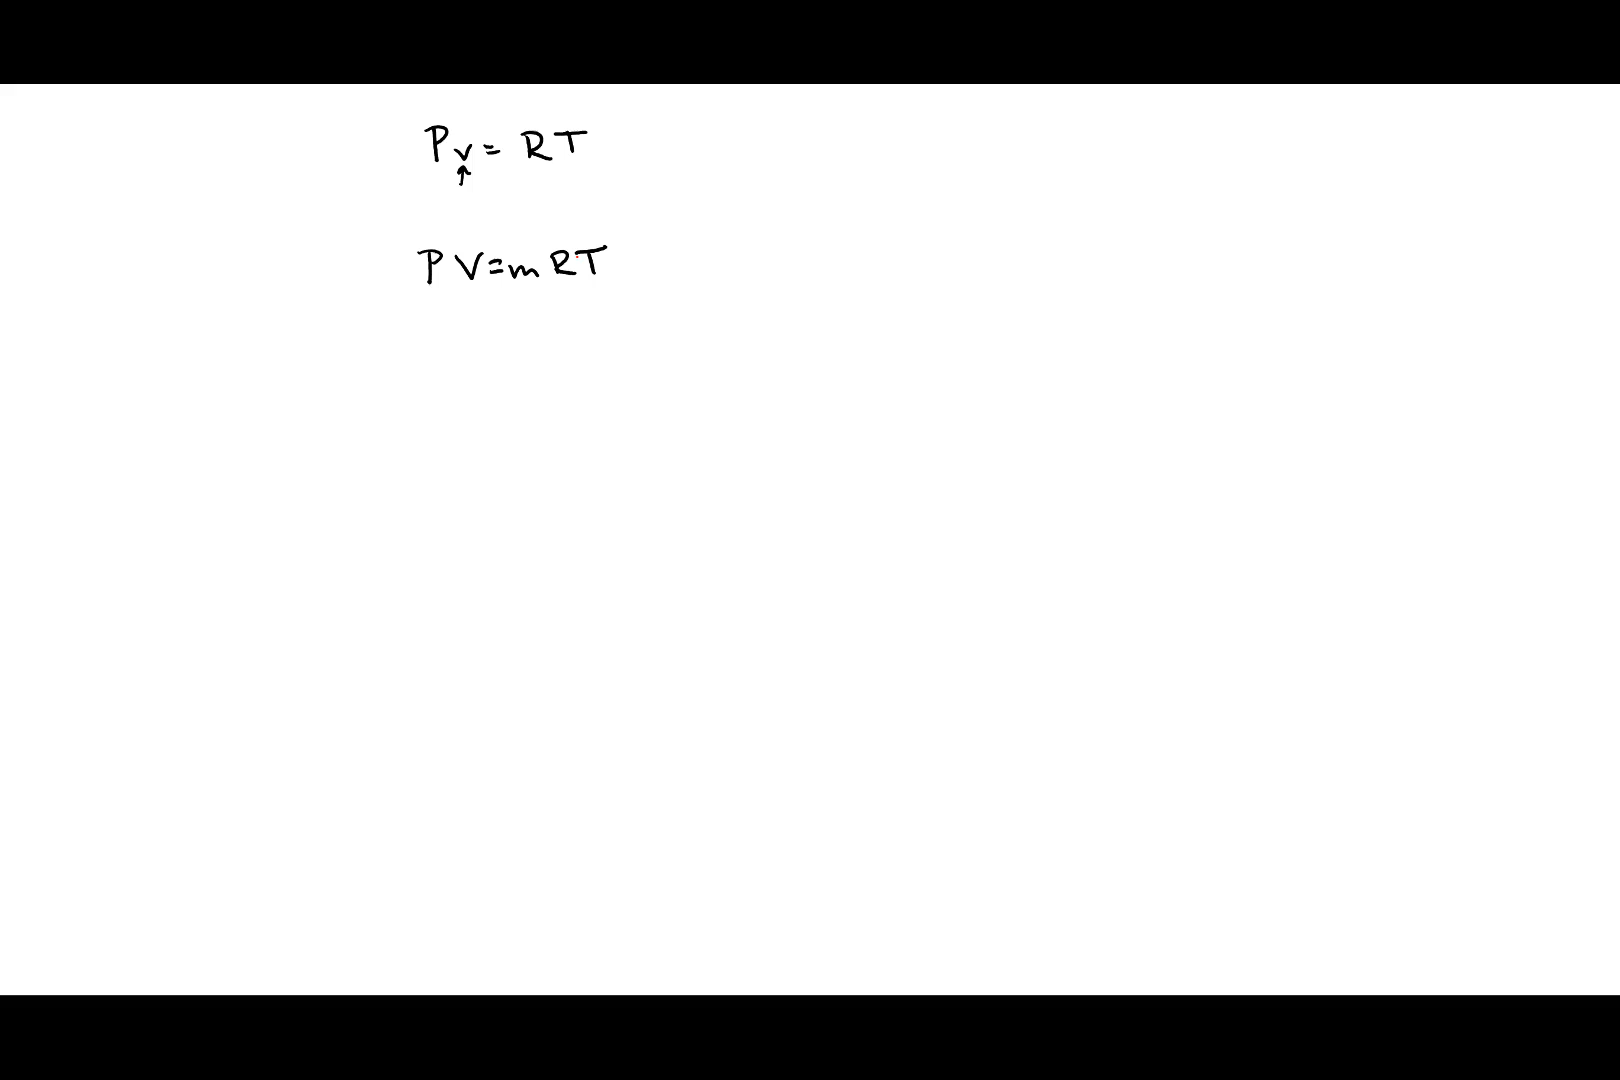 Pv = RT
↑
PV = mRT